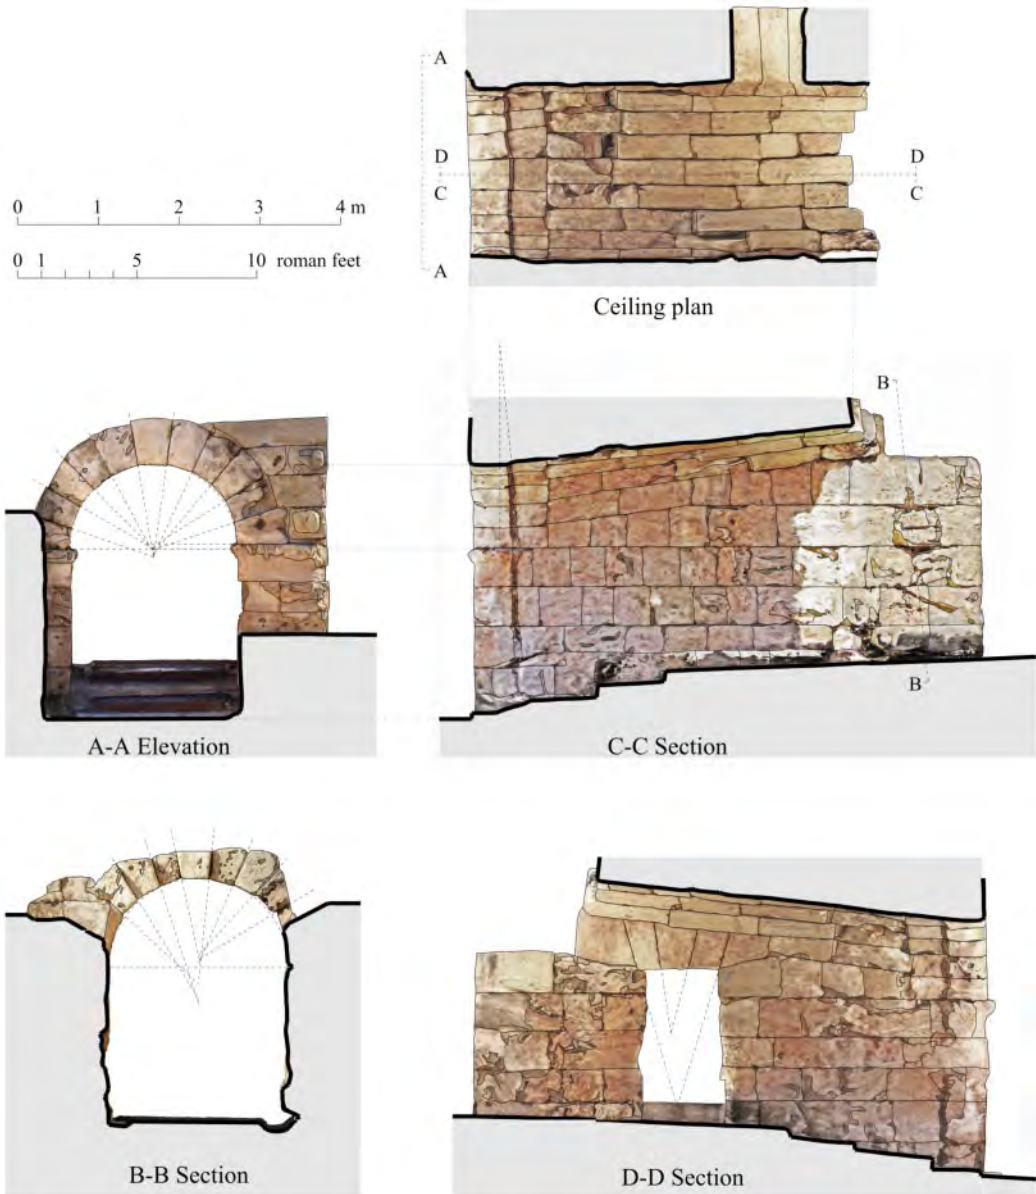 A
D
D
C
C
0 1 2 3 4 m
0 1 5 10 roman feet
A
Ceiling plan
B
B
A-A Elevation
C-C Section
B-B Section
D-D Section